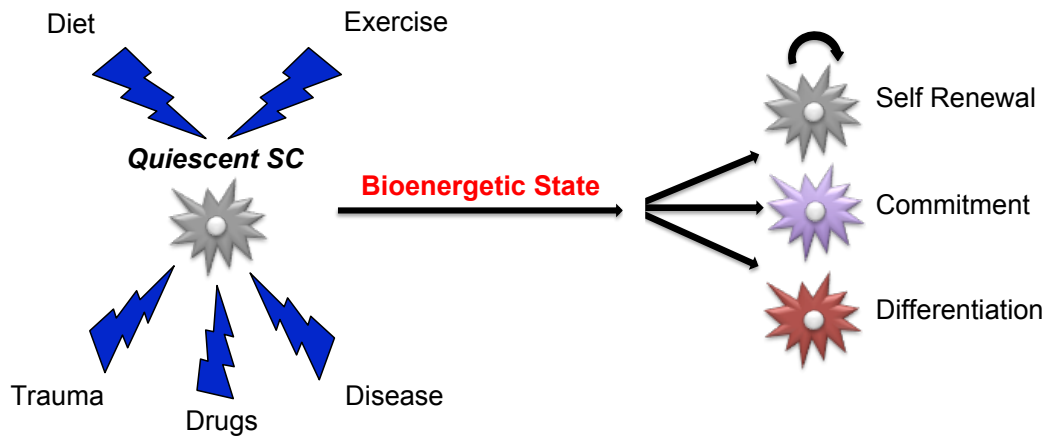 Diet
Exercise
Quiescent SC
Bioenergetic State
Self Renewal
Commitment
Differentiation
Trauma
Drugs
Disease